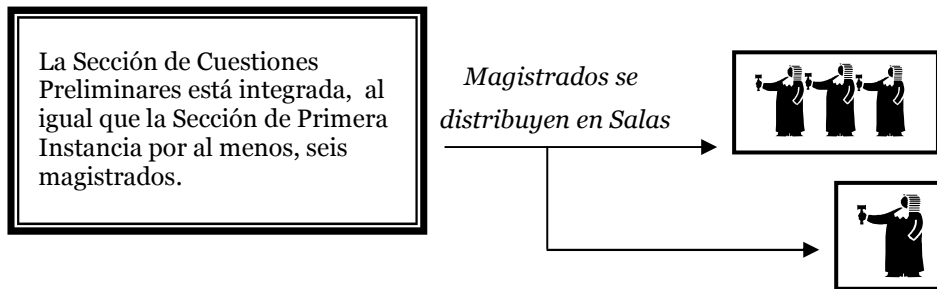 La Sección de Cuestiones
Preliminares está integrada, al
igual que la Sección de Primera
Instancia por al menos, seis
magistrados.
Magistrados se
distribuyen en Salas